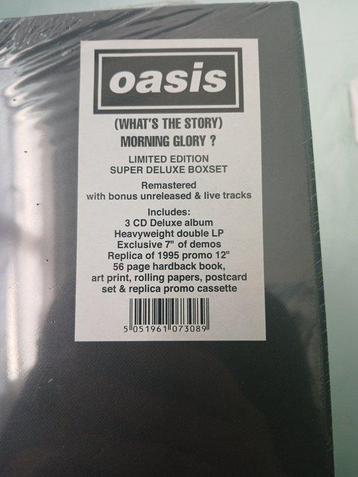 oasis
(WHAT'S THE STORY)
MORNING GLORY ?
LIMITED EDITION
SUPER DELUXE BOXSET
Remastered
with bonus unreleased & live tracks
Includes:
3 CD Deluxe album
Heavyweight double LP
Exclusive 7" of demos
Replica of 1995 promo 12"
56 page hardback book,
art print, rolling papers, postcard
set & replica promo cassette
5 051961 073089